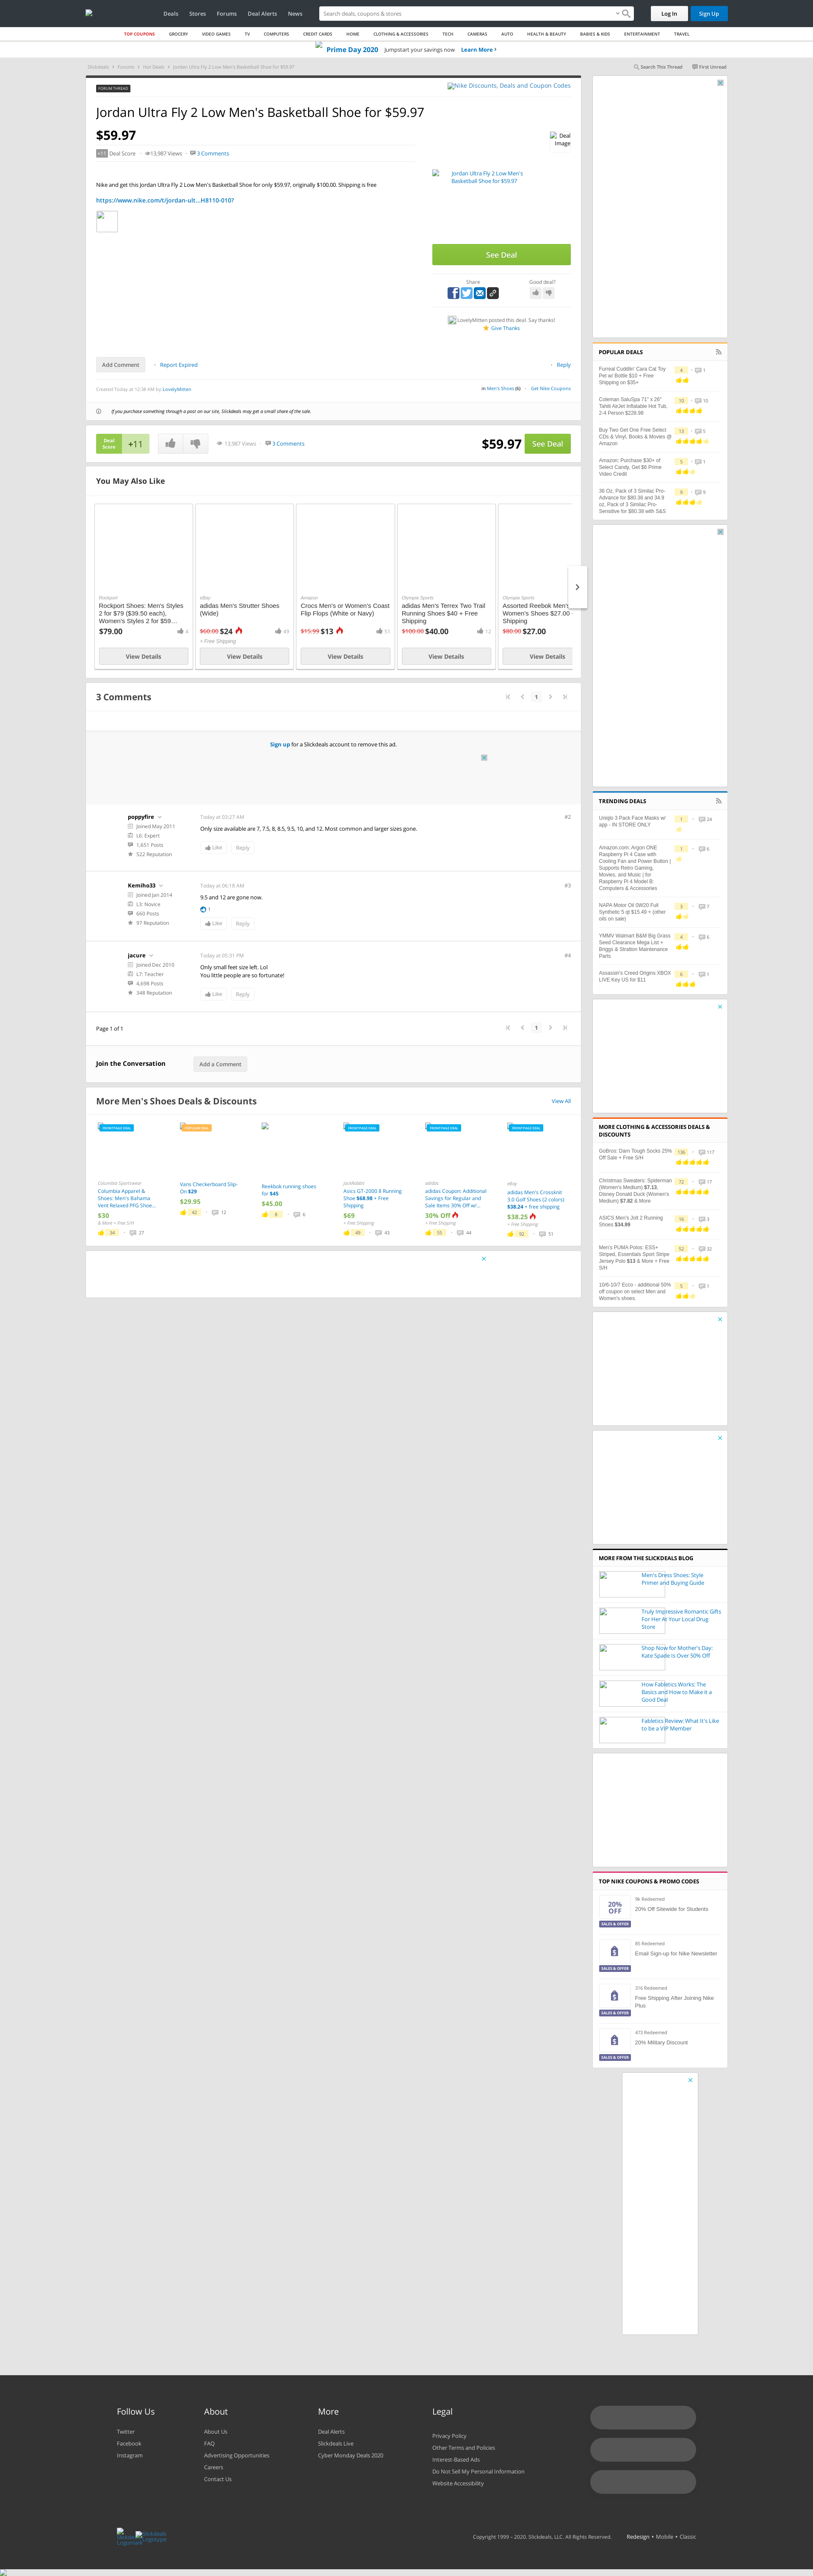 Deals
Stores
Forums
Deal Alerts
News
Search deals, coupons & stores
Log In
Sign Up
TOP COUPONS
GROCERY
VIDEO GAMES
TV
COMPUTERS
CREDIT CARDS
HOME
CLOTHING & ACCESSORIES
TECH
CAMERAS
AUTO
HEALTH & BEAUTY
BABIES & KIDS
ENTERTAINMENT
TRAVEL
Prime Day 2020 Jumpstart your savings now Learn More
Slickdeals > Forums > Hot Deals > Jordan Ultra Fly 2 Low Men's Basketball Shoe for $59.97
Search This Thread
First Unread
FORUM THREAD
Nike Discounts, Deals and Coupon Codes
Jordan Ultra Fly 2 Low Men's Basketball Shoe for $59.97
$59.97
Deal Image
+11 Deal Score
13,987 Views
3 Comments
Nike and get this Jordan Ultra Fly 2 Low Men's Basketball Shoe for only $59.97, originally $100.00. Shipping is free
https://www.nike.com/t/jordan-ult...H8110-010?
Jordan Ultra Fly 2 Low Men's
Basketball Shoe for $59.97
See Deal
Share
Good deal?
LovelyMitten posted this deal. Say thanks!
Give Thanks
Add Comment
Report Expired
Reply
Created Today at 12:36 AM by LovelyMitten
in Men's Shoes (6)
Get Nike Coupons
If you purchase something through a post on our site, Slickdeals may get a small share of the sale.
Deal Score
+11
13,987 Views
3 Comments
$59.97
See Deal
You May Also Like
Rockport
Rockport Shoes: Men's Styles
2 for $79 ($39.50 each),
Women's Styles 2 for $59…
$79.00
4
View Details
eBay
adidas Men's Strutter Shoes
(Wide)
$60.00 $24
49
+ Free Shipping
View Details
Amazon
Crocs Men's or Women's Coast
Flip Flops (White or Navy)
$15.99 $13
51
View Details
Olympia Sports
adidas Men's Terrex Two Trail
Running Shoes $40 + Free
Shipping
$100.00 $40.00
12
View Details
Olympia Sports
Assorted Reebok Men's
Women's Shoes $27.00
Shipping
$80.00 $27.00
View Details
3 Comments
1
Sign up for a Slickdeals account to remove this ad.
poppyfire
Joined May 2011
L6: Expert
1,651 Posts
522 Reputation
Today at 03:27 AM
#2
Only size available are 7, 7.5, 8, 8.5, 9.5, 10, and 12. Most common and larger sizes gone.
Like
Reply
Kemiho33
Joined Jan 2014
L3: Novice
660 Posts
97 Reputation
Today at 06:18 AM
#3
9.5 and 12 are gone now.
1
Like
Reply
jacure
Joined Dec 2010
L7: Teacher
4,698 Posts
348 Reputation
Today at 05:31 PM
#4
Only small feet size left. Lol
You little people are so fortunate!
Like
Reply
Page 1 of 1
1
Join the Conversation
Add a Comment
More Men's Shoes Deals & Discounts
View All
FRONTPAGE DEAL
Columbia Sportswear
Columbia Apparel &
Shoes: Men's Bahama
Vent Relaxed PFG Shoe...
$30
& More + Free S/H
34
27
POPULAR DEAL
Vans Checkerboard Slip-
On $29
$29.95
42
12
Reekbok running shoes
for $45
$45.00
8
6
FRONTPAGE DEAL
JackRabbit
Asics GT-2000 8 Running
Shoe $68.98 + Free
Shipping
$69
+ Free Shipping
49
43
FRONTPAGE DEAL
adidas
adidas Coupon: Additional
Savings for Regular and
Sale Items 30% Off w/...
30% Off
+ Free Shipping
55
44
FRONTPAGE DEAL
eBay
adidas Men's Crossknit
3.0 Golf Shoes (2 colors)
$38.24 + free shipping
$38.25
+ Free Shipping
92
51
POPULAR DEALS
Furreal Cuddlin' Cara Cat Toy
Pet w/ Bottle $10 + Free
Shipping on $35+
4
1
Coleman SaluSpa 71" x 26"
Tahiti AirJet Inflatable Hot Tub,
2-4 Person $228.98
10
10
Buy Two Get One Free Select
CDs & Vinyl, Books & Movies @
Amazon
13
5
Amazon: Purchase $30+ of
Select Candy, Get $6 Prime
Video Credit
5
1
36 Oz, Pack of 3 Similac Pro-
Advance for $80.38 and 34.9
oz, Pack of 3 Similac Pro-
Sensitive for $80.38 with S&S
9
9
TRENDING DEALS
Uniqlo 3 Pack Face Masks w/
app - IN STORE ONLY
1
24
Amazon.com: Argon ONE
Raspberry Pi 4 Case with
Cooling Fan and Power Button |
Supports Retro Gaming,
Movies, and Music | for
Raspberry Pi 4 Model B:
Computers & Accessories
1
6
NAPA Motor Oil 0W20 Full
Synthetic 5 qt $15.49 + (other
oils on sale)
3
7
YMMV Walmart B&M Big Grass
Seed Clearance Mega List +
Briggs & Stratton Maintenance
Parts
4
6
Assassin's Creed Origins XBOX
LIVE Key US for $11
6
1
MORE CLOTHING & ACCESSORIES DEALS &
DISCOUNTS
GoBros: Darn Tough Socks 25%
Off Sale + Free S/H
136
117
Christmas Sweaters: Spiderman
(Women's Medium) $7.13,
Disney Donald Duck (Women's
Medium) $7.82 & More
72
17
ASICS Men's Jolt 2 Running
Shoes $34.99
16
3
Men's PUMA Polos: ESS+
Striped, Essentials Sport Stripe
Jersey Polo $13 & More + Free
S/H
52
32
10/6-10/7 Ecco - additional 50%
off coupon on select Men and
Women's shoes.
5
1
MORE FROM THE SLICKDEALS BLOG
Men's Dress Shoes: Style
Primer and Buying Guide
Truly Impressive Romantic Gifts
For Her At Your Local Drug
Store
Shop Now for Mother's Day:
Kate Spade Is Over 50% Off
How Fabletics Works: The
Basics and How to Make it a
Good Deal
Fabletics Review: What It's Like
to be a VIP Member
TOP NIKE COUPONS & PROMO CODES
20%
OFF
SALES & OFFER
9k Redeemed
20% Off Sitewide for Students
SALES & OFFER
85 Redeemed
Email Sign-up for Nike Newsletter
SALES & OFFER
316 Redeemed
Free Shipping After Joining Nike
Plus
SALES & OFFER
473 Redeemed
20% Military Discount
Follow Us
Twitter
Facebook
Instagram
About
About Us
FAQ
Advertising Opportunities
Careers
Contact Us
More
Deal Alerts
Slickdeals Live
Cyber Monday Deals 2020
Legal
Privacy Policy
Other Terms and Policies
Interest-Based Ads
Do Not Sell My Personal Information
Website Accessibility
Slickdeals Logomark
Slickdeals Logotype
Copyright 1999 - 2020. Slickdeals, LLC. All Rights Reserved.
Redesign • Mobile • Classic